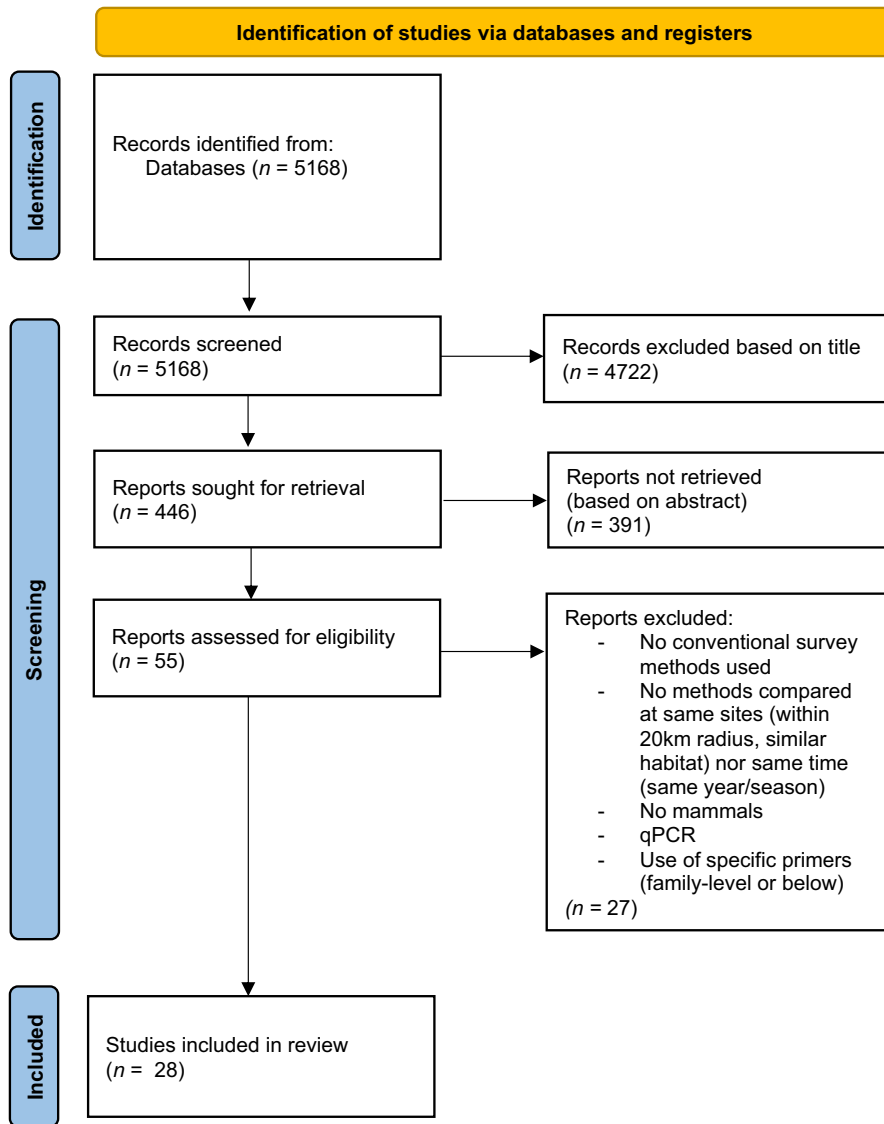 Identification of studies via databases and registers
Identification
Records identified from:
Databases (n = 5168)
Screening
Records screened
(n = 5168)
Records excluded based on title
(n = 4722)
Reports sought for retrieval
(n = 446)
Reports not retrieved
(based on abstract)
(n = 391)
Reports assessed for eligibility
(n = 55)
Reports excluded:
- No conventional survey
methods used
- No methods compared
at same sites (within
20km radius, similar
habitat) nor same time
(same year/season)
- No mammals
- qPCR
- Use of specific primers
(family-level or below)
(n = 27)
Included
Studies included in review
(n = 28)